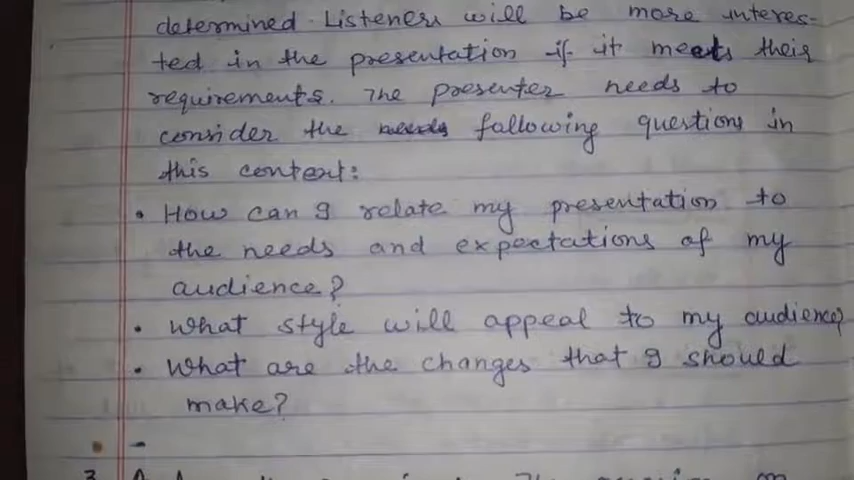 determined. Listeners will be more interes-
ted in the presentation if it meets their
requirements. The presenter needs to
consider the following questions in
this context:
• How can I relate my presentation to
the needs and expectations of my
audience?
• What style will appeal to my audience?
• What are the changes that I should
make?
-
3